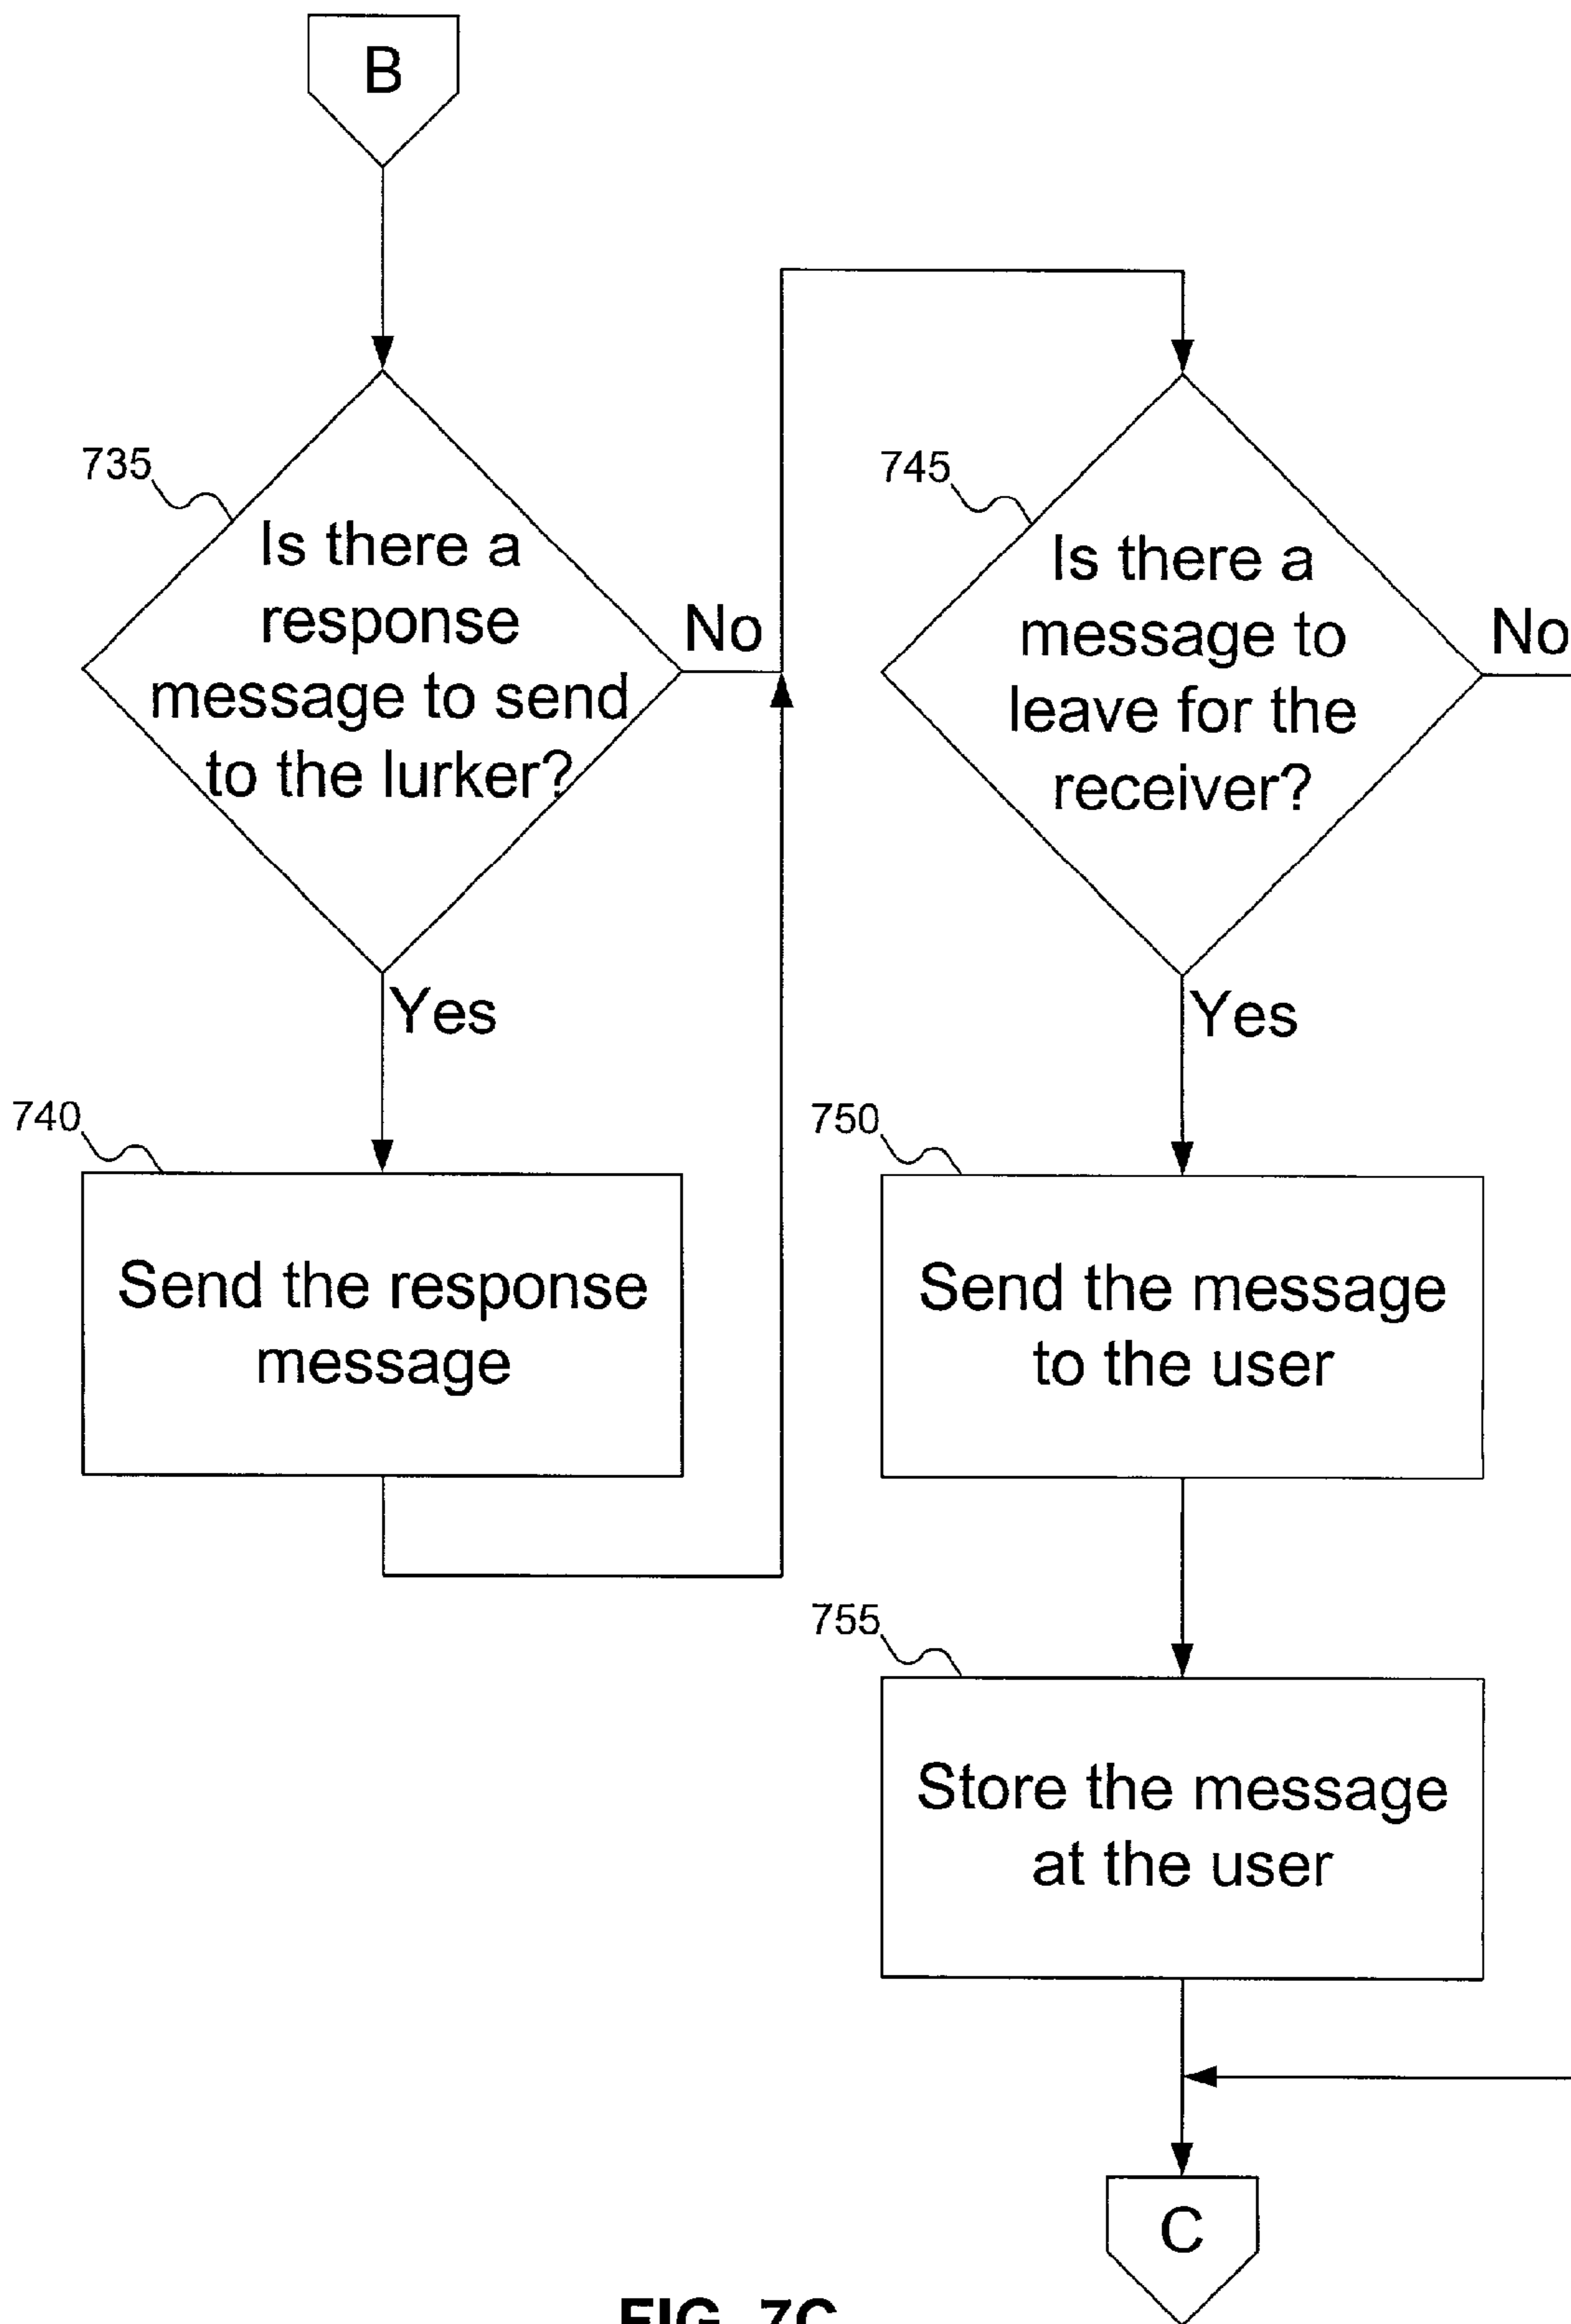 B
735
Is there a
response
message to send
to the lurker?
No
Yes
740
Send the response
message
745
Is there a
message to
leave for the
receiver?
No
Yes
750
Send the message
to the user
755
Store the message
at the user
C
FIG. 7C